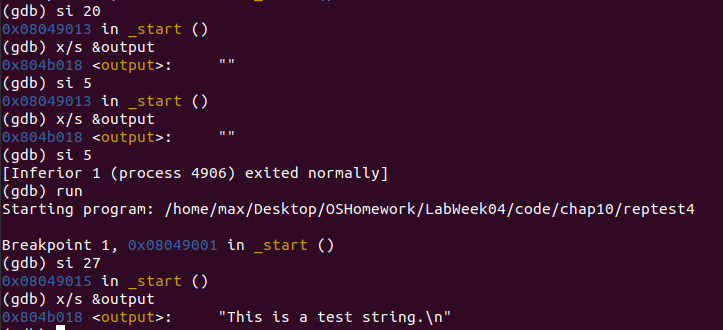 (gdb) si 20
0x08049013 in _start ()
(gdb) x/s &output
0x804b018 <output>:     ""
(gdb) si 5
0x08049013 in _start ()
(gdb) x/s &output
0x804b018 <output>:     ""
(gdb) si 5
[Inferior 1 (process 4906) exited normally]
(gdb) run
Starting program: /home/max/Desktop/OSHomework/LabWeek04/code/chap10/reptest4

Breakpoint 1, 0x08049001 in _start ()
(gdb) si 27
0x08049015 in _start ()
(gdb) x/s &output
0x804b018 <output>:     "This is a test string.\n"